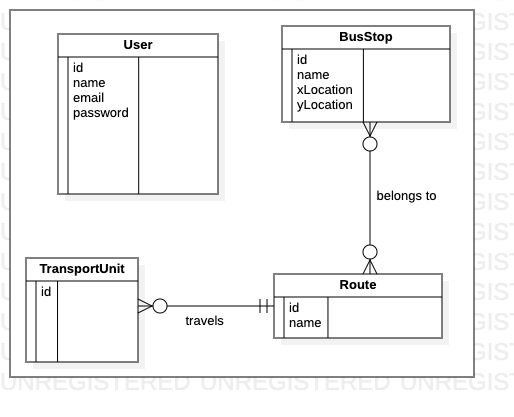 User
id
name
email
password
BusStop
id
name
xLocation
yLocation
belongs to
TransportUnit
id
travels
Route
id
name
UNREGISTERED UNREGISTERED UNREGISTERED